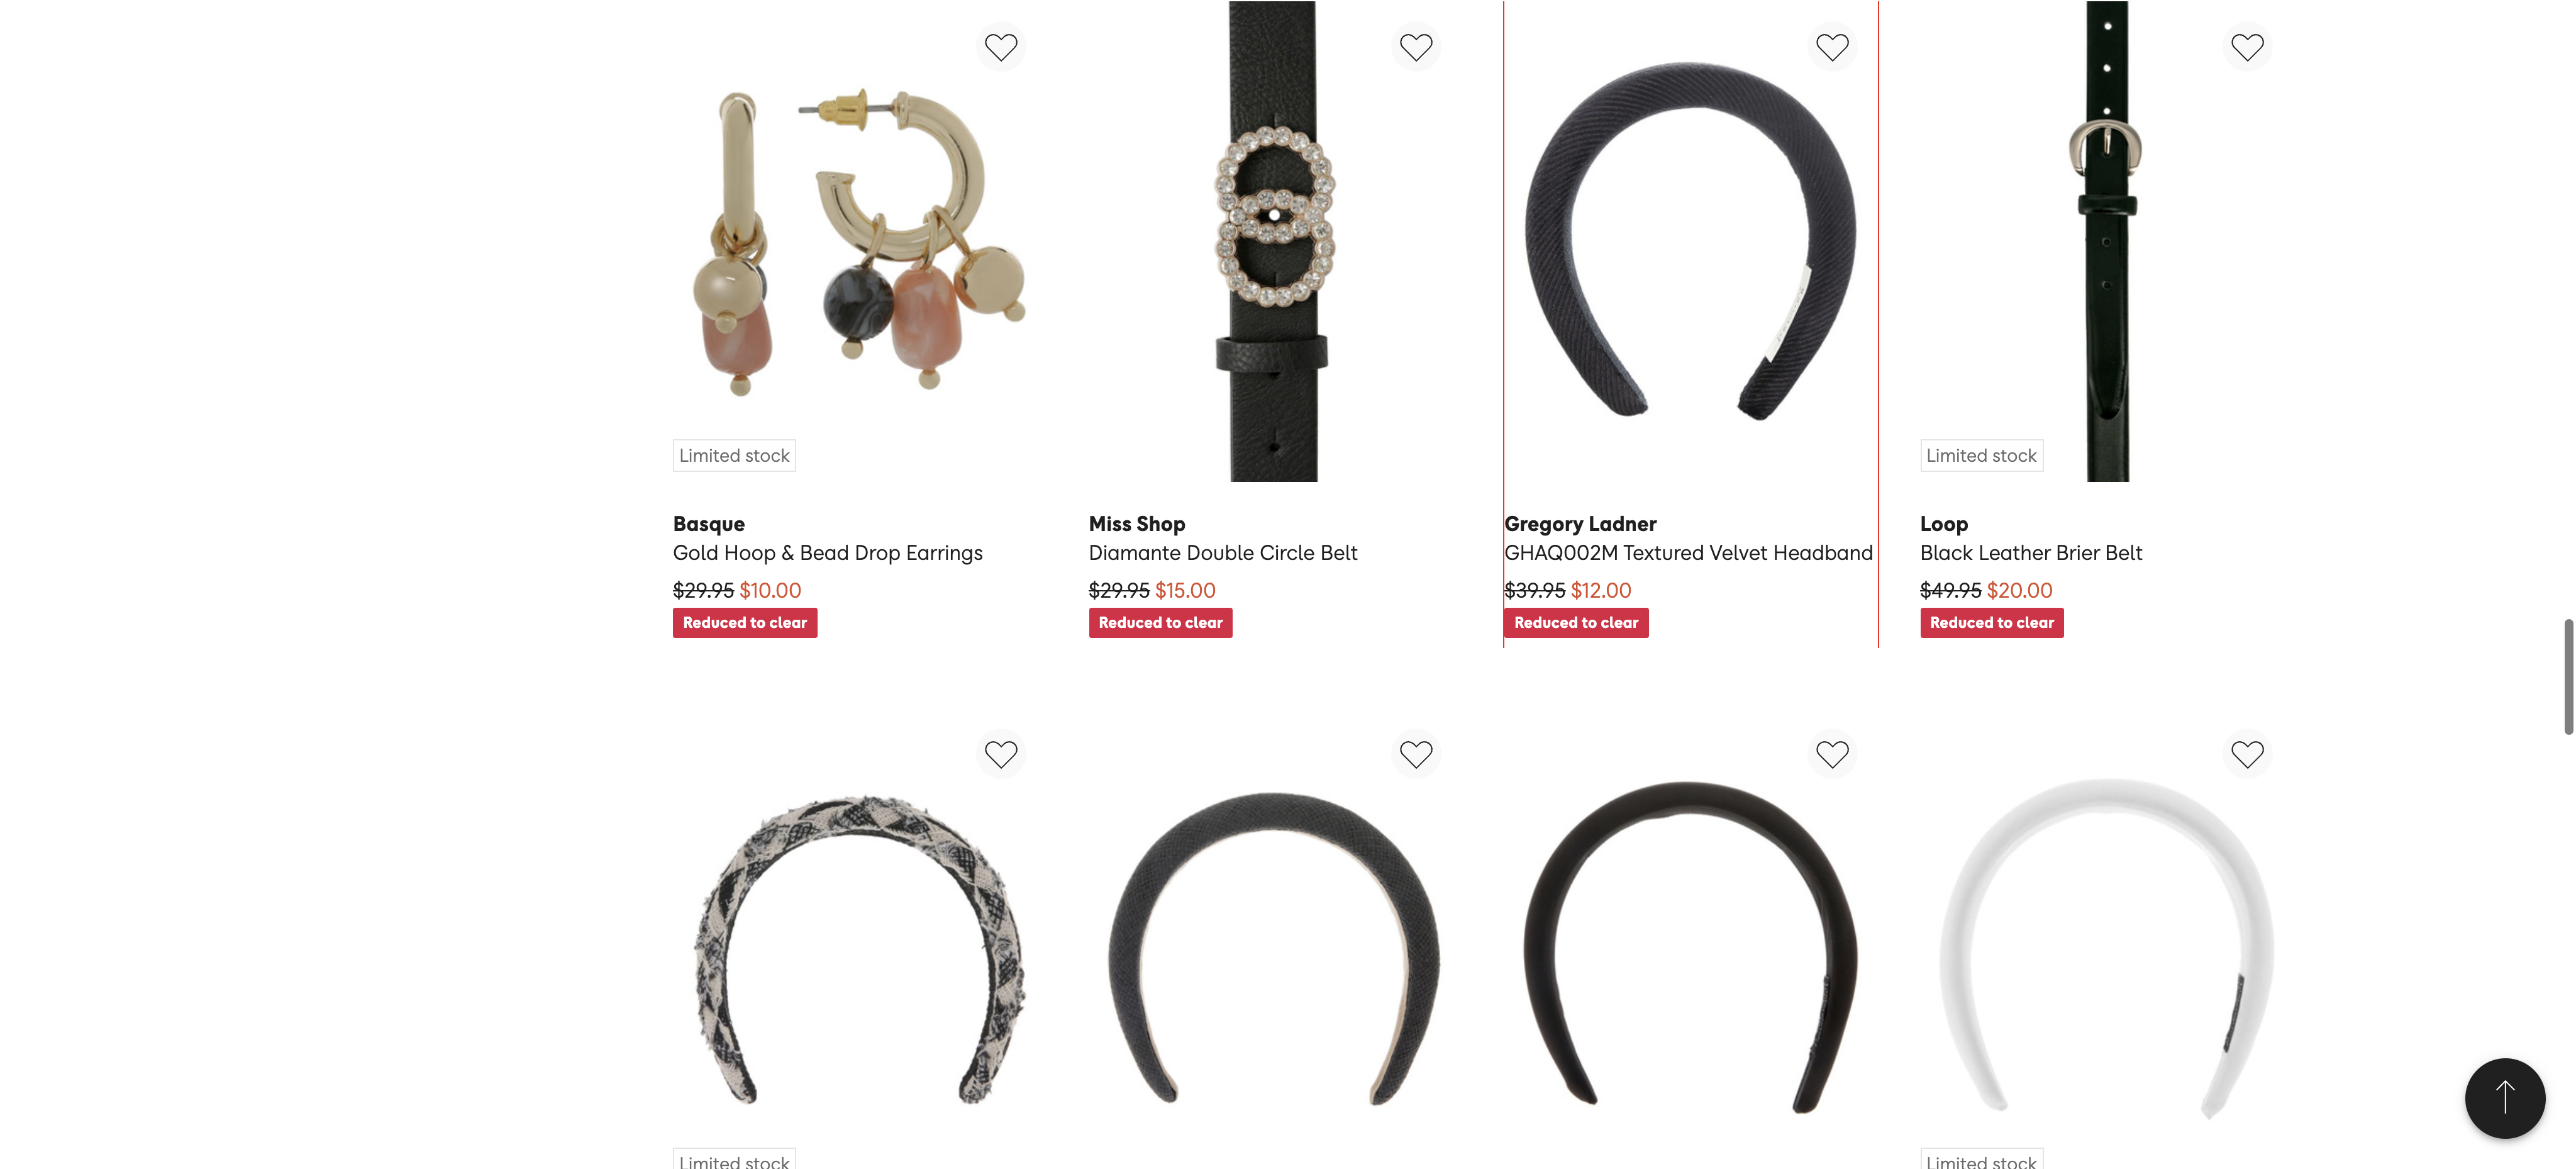 Limited stock
Basque
Gold Hoop & Bead Drop Earrings
$29.95 $10.00
Reduced to clear
Miss Shop
Diamante Double Circle Belt
$29.95 $15.00
Reduced to clear
Gregory Ladner
GHAQ002M Textured Velvet Headband
$39.95 $12.00
Reduced to clear
Limited stock
Loop
Black Leather Brier Belt
$49.95 $20.00
Reduced to clear
Limited stock
Limited stock